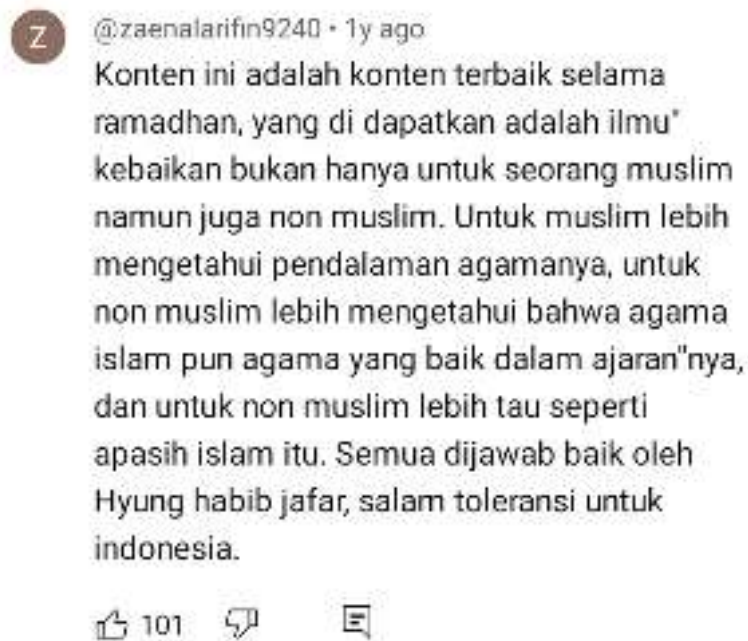 Z
@zaenalarifin9240 • 1y ago
Konten ini adalah konten terbaik selama
ramadhan, yang di dapatkan adalah ilmu"
kebaikan bukan hanya untuk seorang muslim
namun juga non muslim. Untuk muslim lebih
mengetahui pendalaman agamanya, untuk
non muslim lebih mengetahui bahwa agama
islam pun agama yang baik dalam ajaran"nya,
dan untuk non muslim lebih tau seperti
apasih islam itu. Semua dijawab baik oleh
Hyung habib jafar, salam toleransi untuk
indonesia.
101